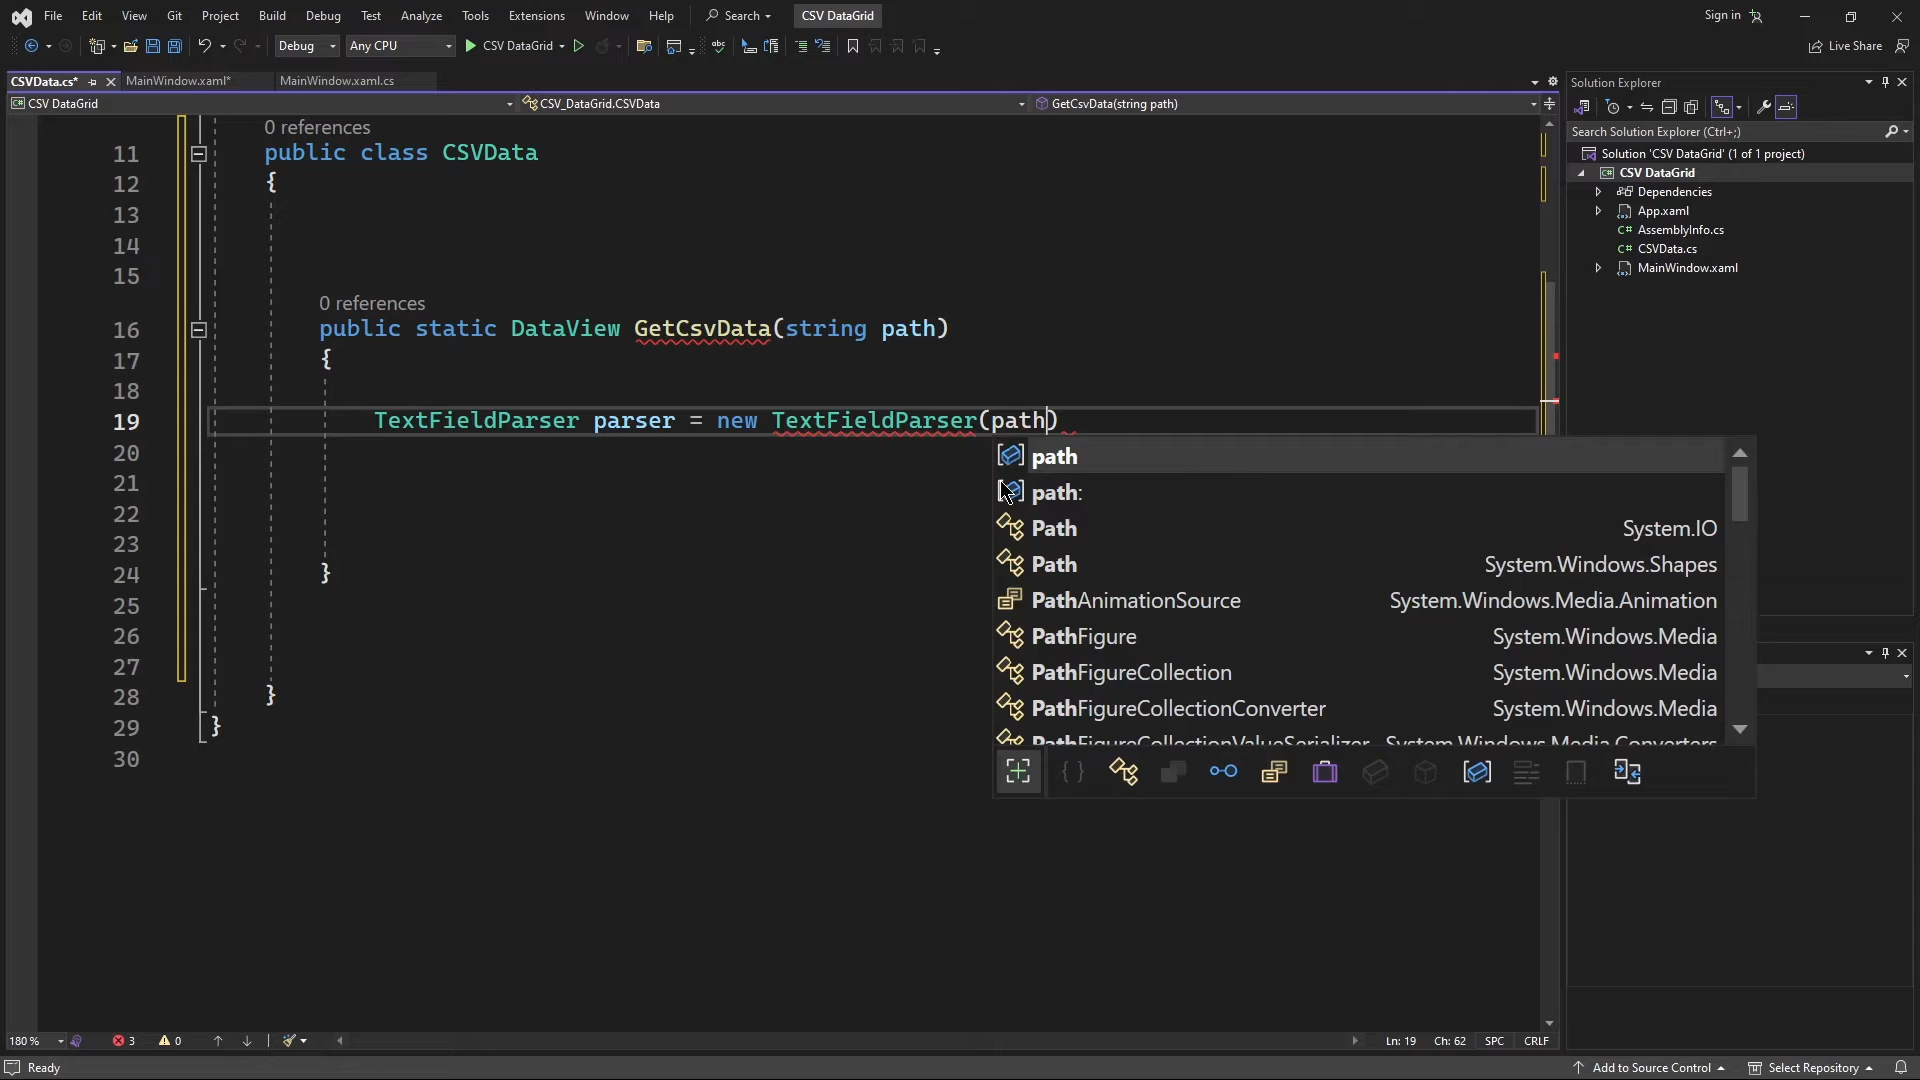 File Edit View Git Project Build Debug Test Analyze Tools Extensions Window Help Search CSV DataGrid Sign in
Debug Any CPU CSV DataGrid Live Share
CSVData.cs* MainWindow.xaml* MainWindow.xaml.cs
CSV DataGrid CSV_DataGrid.CSVData GetCsvData(string path)
0 references
11 public class CSVData
12 {
13
14
15
0 references
16 public static DataView GetCsvData(string path)
17 {
18
19 TextFieldParser parser = new TextFieldParser(path)
20
21
22
23
24 }
25
26
27
28 }
29 }
30
path
path:
Path System.IO
Path System.Windows.Shapes
PathAnimationSource System.Windows.Media.Animation
PathFigure System.Windows.Media
PathFigureCollection System.Windows.Media
PathFigureCollectionConverter System.Windows.Media
PathFigureCollectionValueSerializer System.Windows.Media.Converters
Solution Explorer
Search Solution Explorer (Ctrl+;)
Solution 'CSV DataGrid' (1 of 1 project)
CSV DataGrid
Dependencies
App.xaml
C# AssemblyInfo.cs
C# CSVData.cs
MainWindow.xaml
180 % 3 0 Ln: 19 Ch: 62 SPC CRLF
Ready Add to Source Control Select Repository